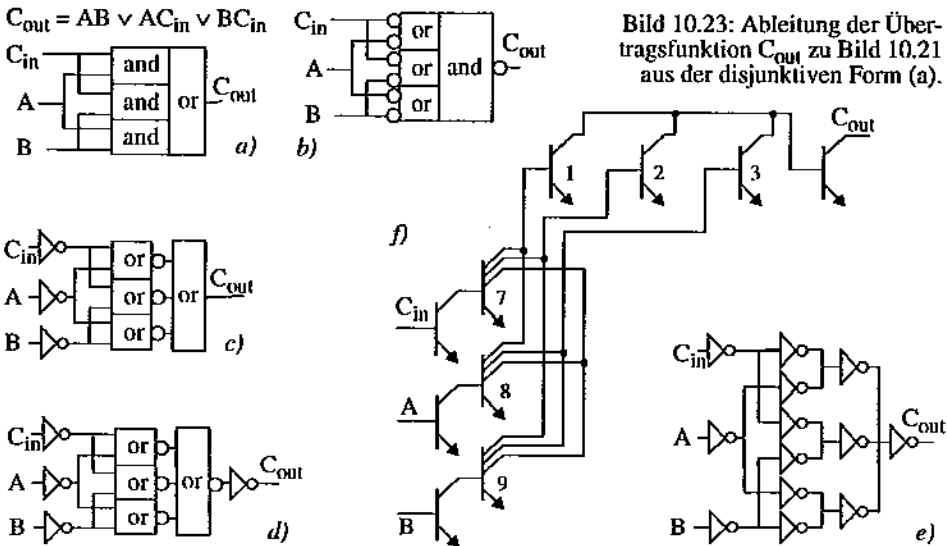 C_out = AB ∨ AC_in ∨ BC_in
C_in
A
B
and
and
and
or
C_out
a)
C_in
A
B
or
or
or
and
C_out
b)
Bild 10.23: Ableitung der Über-
tragsfunktion C_out zu Bild 10.21
aus der disjunktiven Form (a).
C_in
A
B
or
or
or
or
C_out
c)
C_in
A
B
or
or
or
or
C_out
d)
f)
1
2
3
C_out
C_in
7
A
8
B
9
C_in
A
B
C_out
e)